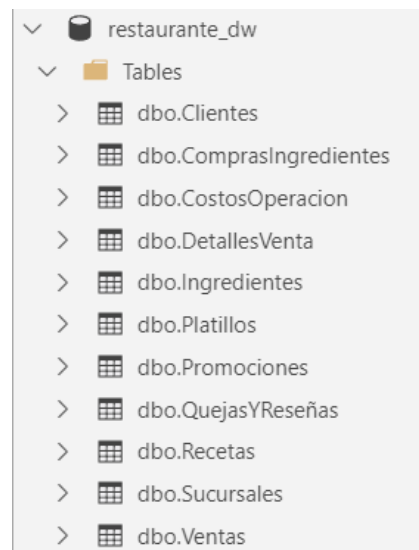 restaurante_dw
Tables
dbo.Clientes
dbo.ComprasIngredientes
dbo.CostosOperacion
dbo.DetallesVenta
dbo.Ingredientes
dbo.Platillos
dbo.Promociones
dbo.QuejasYReseñas
dbo.Recetas
dbo.Sucursales
dbo.Ventas